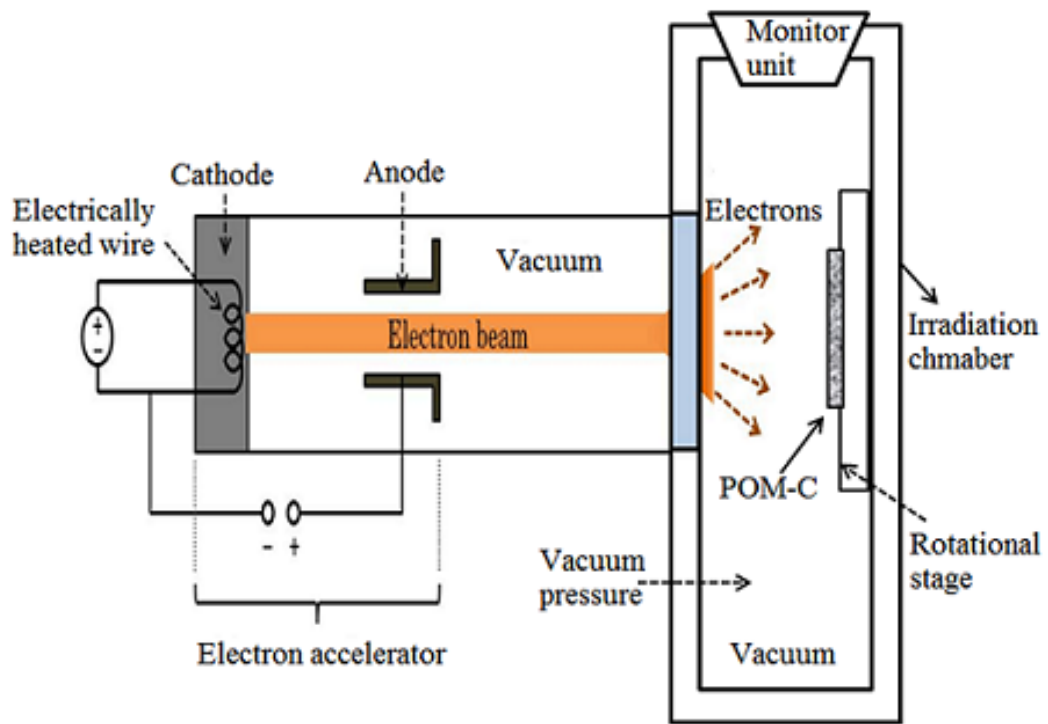 Monitor
unit
Cathode
Anode
Electrically
heated wire
Electrons
Vacuum
+
-
Electron beam
Irradiation
chmaber
POM-C
- +
Rotational
stage
Vacuum
pressure
Electron accelerator
Vacuum